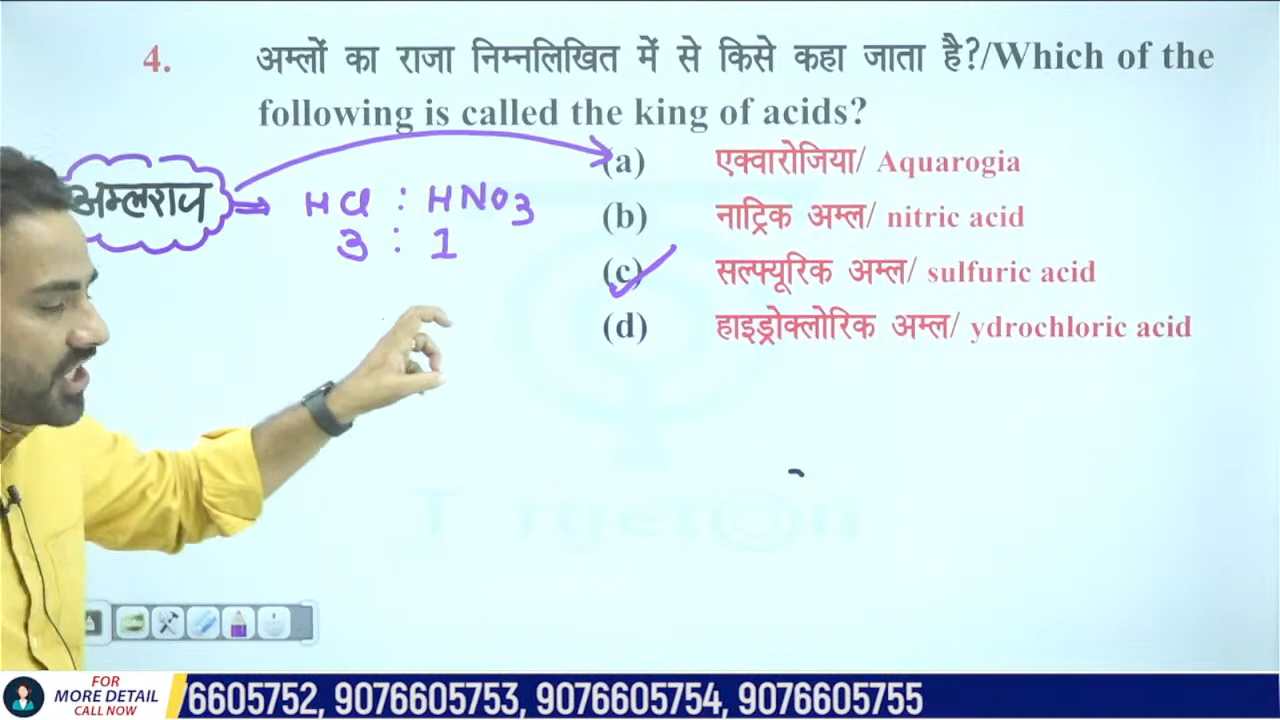 4. अम्लों का राजा निम्नलिखित में से किसे कहा जाता है?/Which of the
following is called the king of acids?
अम्लराज
HCl : HNO3
3 : 1
(a) एक्वारोजिया/ Aquarogia
(b) नाट्रिक अम्ल/ nitric acid
(c) सल्फ्यूरिक अम्ल/ sulfuric acid
(d) हाइड्रोक्लोरिक अम्ल/ ydrochloric acid
T rgetOn
FOR
MORE DETAIL
CALL NOW
6605752, 9076605753, 9076605754, 9076605755